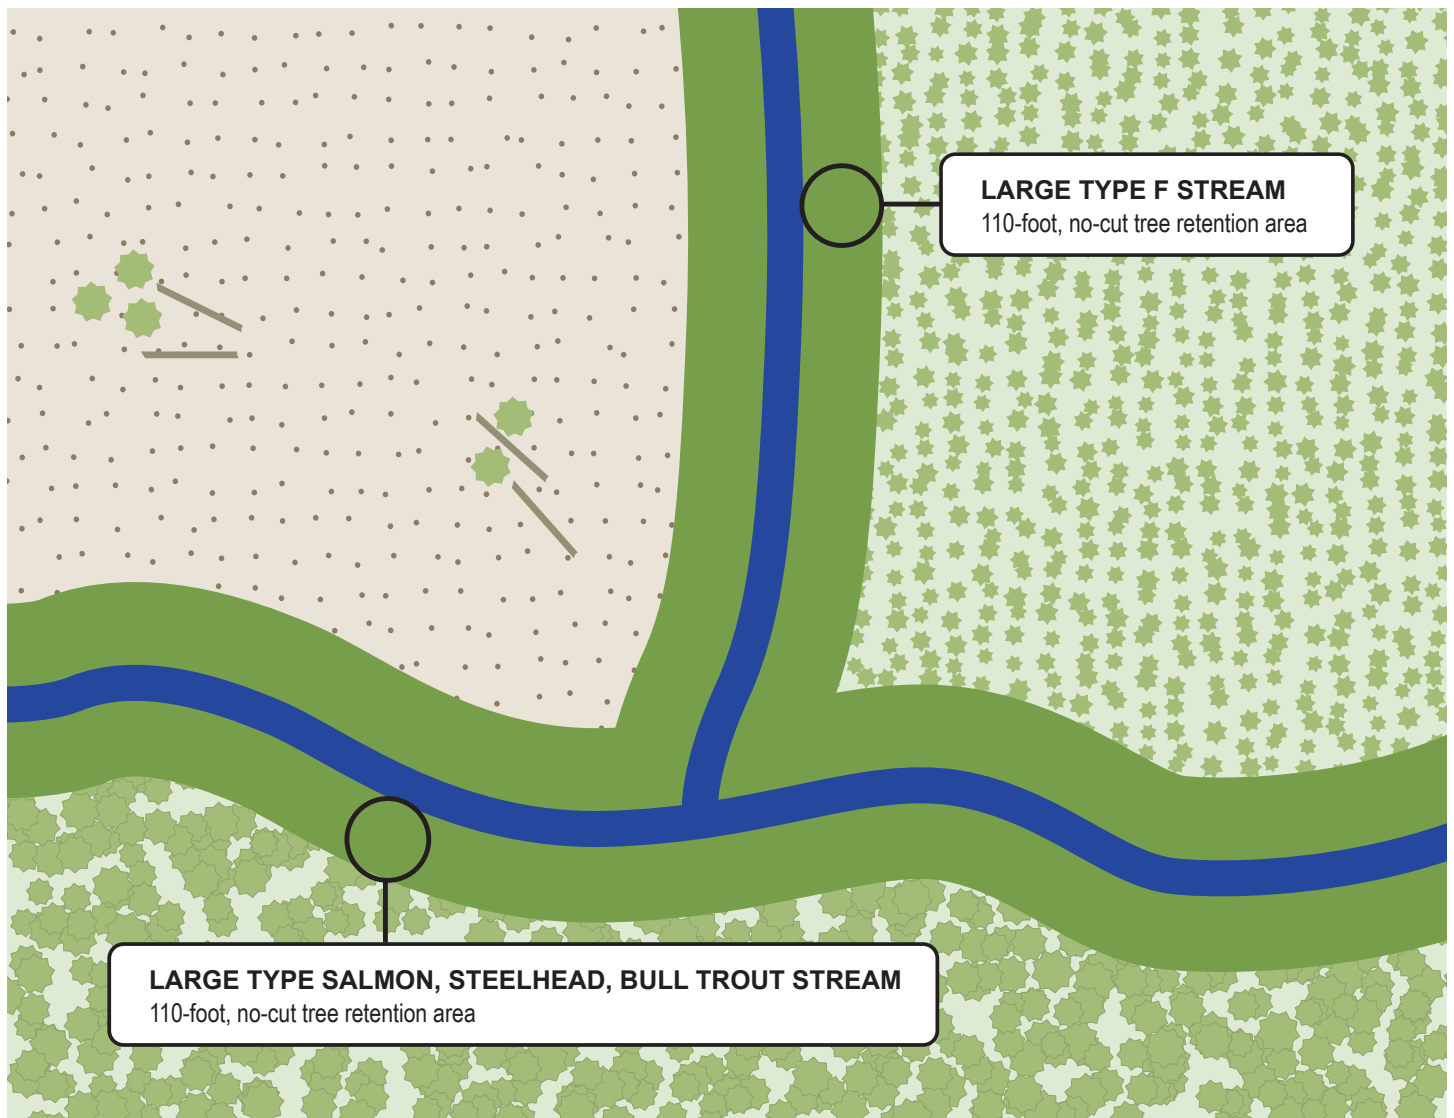 LARGE TYPE F STREAM
110-foot, no-cut tree retention area
LARGE TYPE SALMON, STEELHEAD, BULL TROUT STREAM
110-foot, no-cut tree retention area